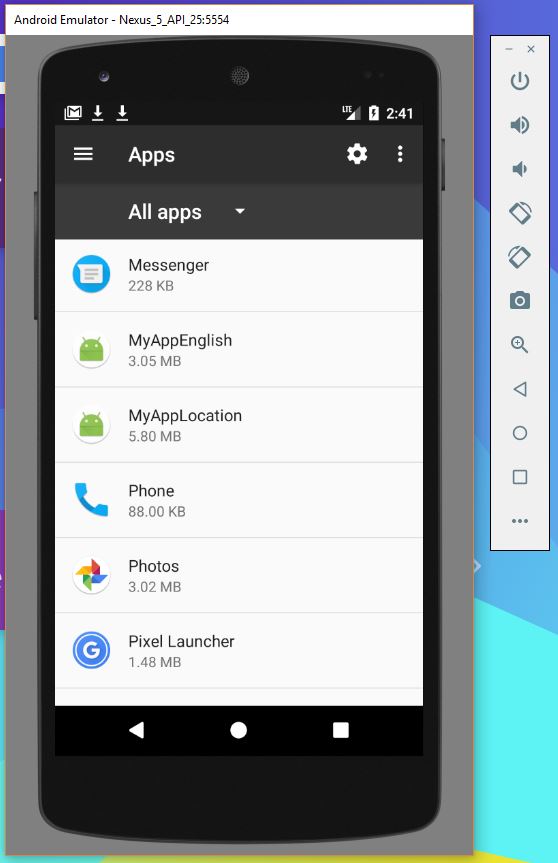 Android Emulator - Nexus_5_API_25:5554
LTE 2:41
Apps
All apps
Messenger
228 KB
MyAppEnglish
3.05 MB
MyAppLocation
5.80 MB
Phone
88.00 KB
Photos
3.02 MB
G
Pixel Launcher
1.48 MB